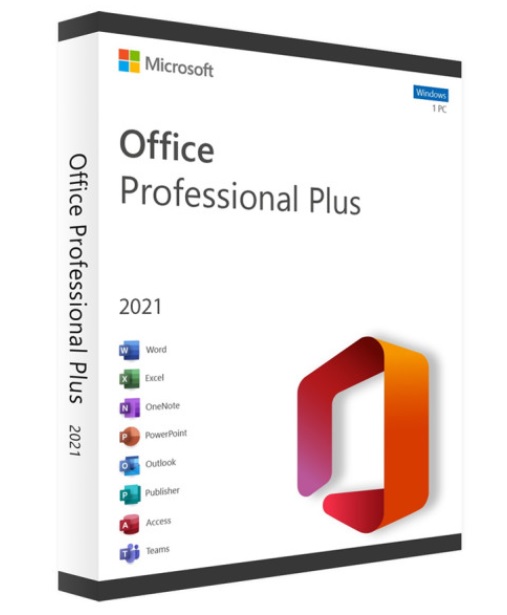 Microsoft
Windows
1 PC
Office
Professional Plus
2021
W Word
X Excel
N OneNote
P PowerPoint
O Outlook
P Publisher
A Access
T Teams
Office Professional Plus 2021